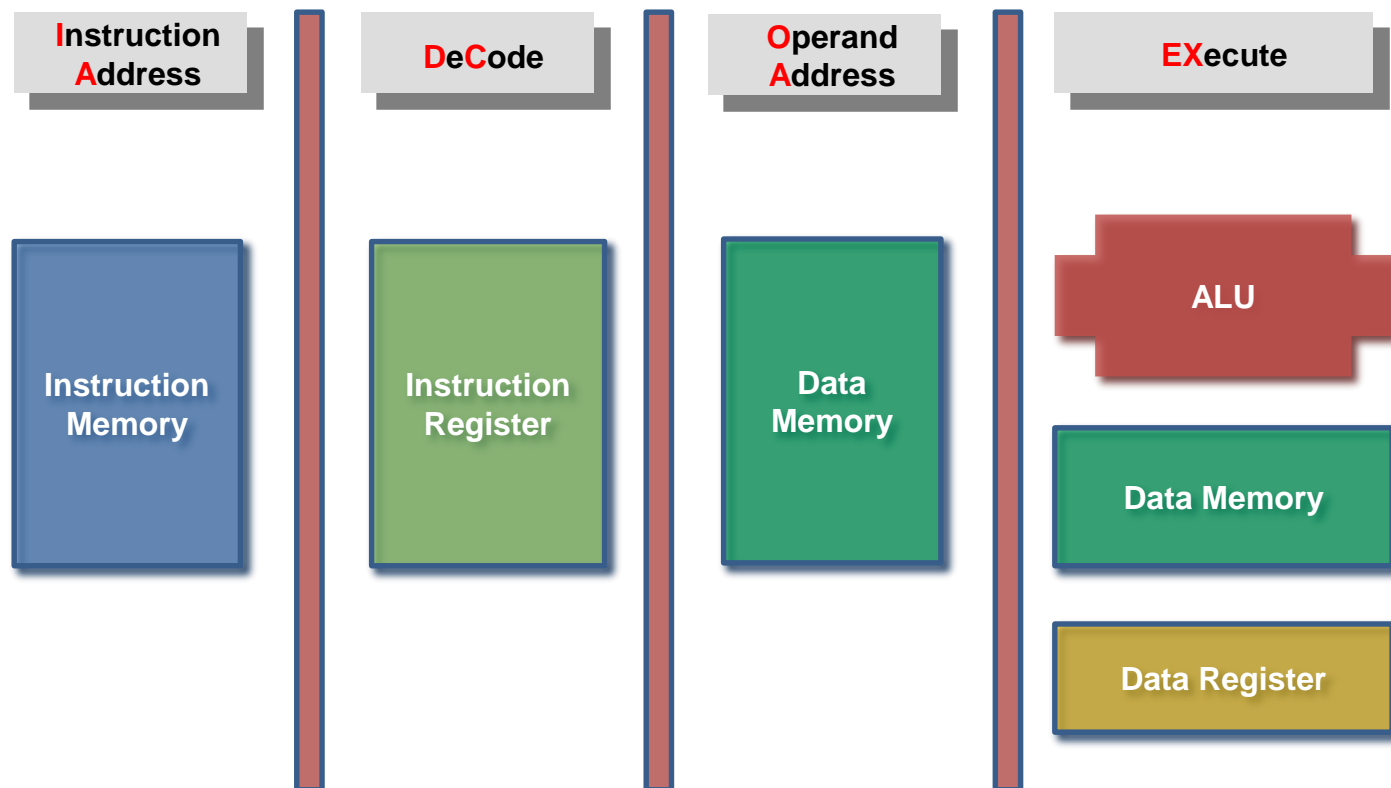 Instruction
Address
DeCode
Operand
Address
EXecute
Instruction
Memory
Instruction
Register
Data
Memory
ALU
Data Memory
Data Register